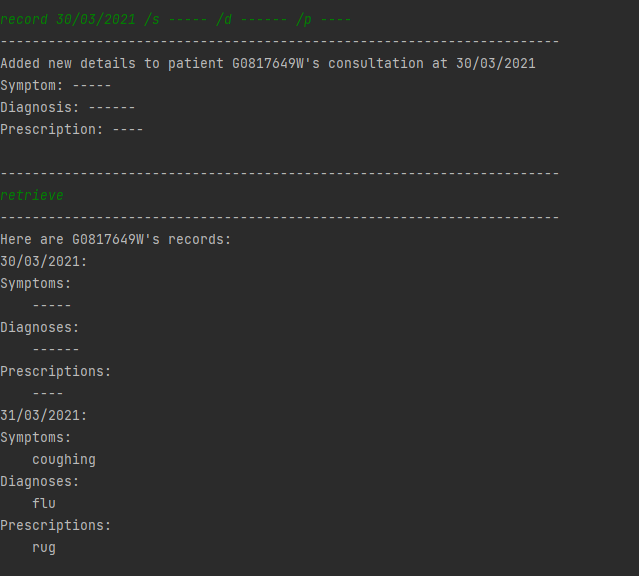 record 30/03/2021 /s ----- /d ------ /p ----
----------------------------------------------------------------------
Added new details to patient G0817649W's consultation at 30/03/2021
Symptom: -----
Diagnosis: ------
Prescription: ----
----------------------------------------------------------------------
retrieve
----------------------------------------------------------------------
Here are G0817649W's records:
30/03/2021:
Symptoms:
    -----
Diagnoses:
    ------
Prescriptions:
    ----
31/03/2021:
Symptoms:
    coughing
Diagnoses:
    flu
Prescriptions:
    rug